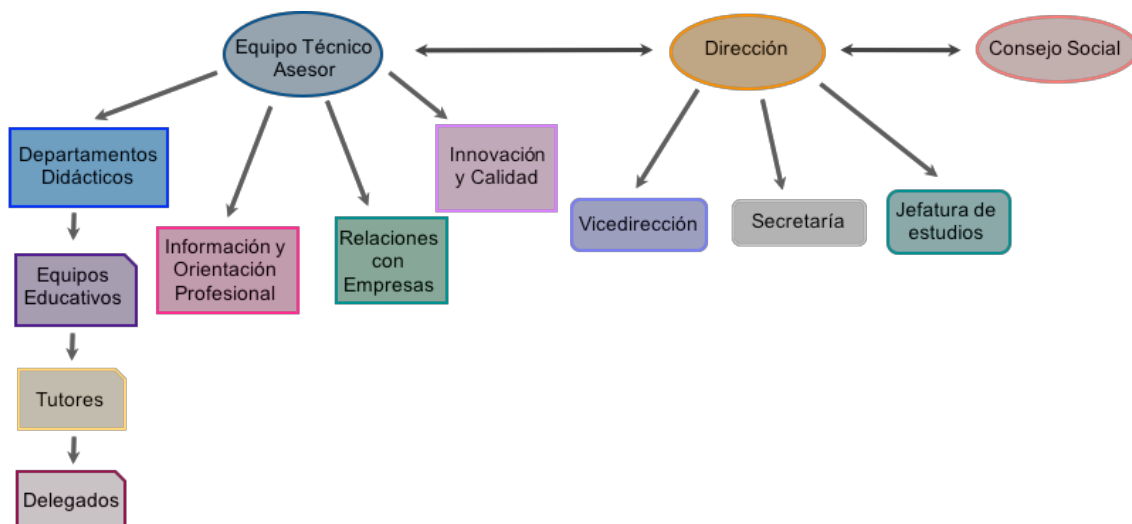 Equipo Técnico
Asesor
Dirección
Consejo Social
Departamentos
Didácticos
Innovación
y Calidad
Información y
Orientación
Profesional
Relaciones
con
Empresas
Vicedirección
Secretaría
Jefatura de
estudios
Equipos
Educativos
Tutores
Delegados